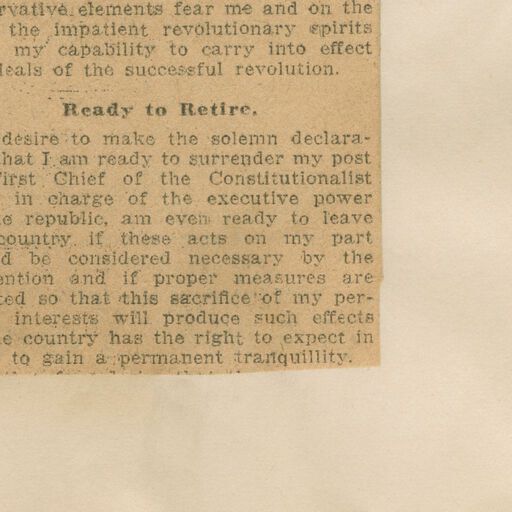 rvative elements fear me and on the
the impatient revolutionary spirits
my capability to carry into effect
deals of the successful revolution.
Ready to Retire.
desire to make the solemn declara-
hat I am ready to surrender my post
First Chief of the Constitutionalist
in charge of the executive power
e republic, am even ready to leave
country if these acts on my part
d be considered necessary by the
ention and if proper measures are
ted so that this sacrifice of my per-
interests will produce such effects
e country has the right to expect in
to gain a permanent tranquillity.